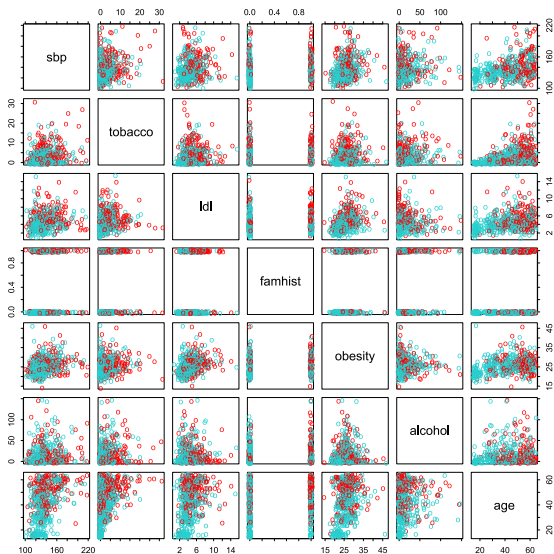 0 10 20 30
0.0 0.4 0.8
0 50 100
sbp
100 160 220
0 10 20 30
tobacco
ldl
2 6 10 14
0.0 0.4 0.8
famhist
obesity
15 25 35 45
0 50 100
alcohol
age
20 40 60
100 160 220
2 4 6 8 10 14
15 25 35 45
20 40 60